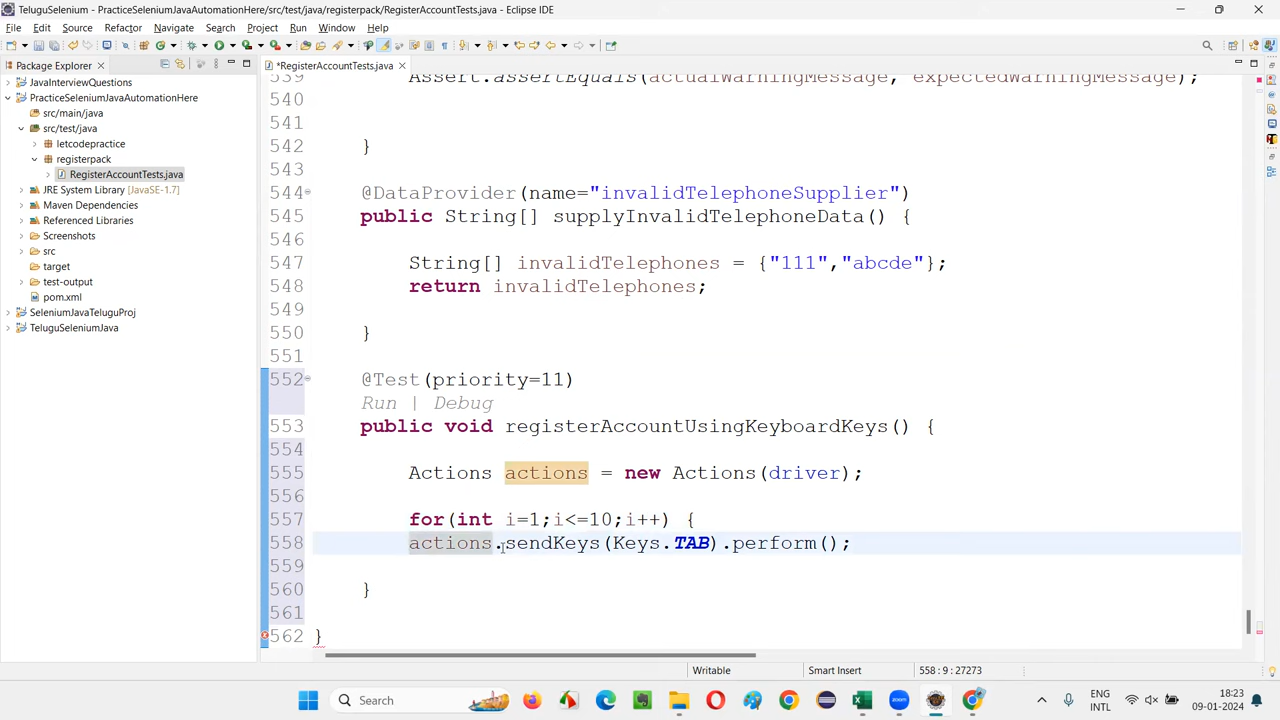 TeluguSelenium - PracticeSeleniumJavaAutomationHere/src/test/java/registerpack/RegisterAccountTests.java - Eclipse IDE
File Edit Source Refactor Navigate Search Project Run Window Help
Package Explorer
*RegisterAccountTests.java
JavaInterviewQuestions
PracticeSeleniumJavaAutomationHere
src/main/java
src/test/java
letcodepractice
registerpack
RegisterAccountTests.java
JRE System Library [JavaSE-1.7]
Maven Dependencies
Referenced Libraries
Screenshots
src
target
test-output
pom.xml
SeleniumJavaTeluguProj
TeluguSeleniumJava
539 Assert.assertEquals(actualWarningMessage, expectedWarningMessage);
540
541
542 }
543
544 @DataProvider(name="invalidTelephoneSupplier")
545 public String[] supplyInvalidTelephoneData() {
546
547 String[] invalidTelephones = {"111","abcde"};
548 return invalidTelephones;
549
550 }
551
552 @Test(priority=11)
Run | Debug
553 public void registerAccountUsingKeyboardKeys() {
554
555 Actions actions = new Actions(driver);
556
557 for(int i=1;i<=10;i++) {
558 actions.sendKeys(Keys.TAB).perform();
559
560 }
561
562 }
Writable Smart Insert 558 : 9 : 27273
Search
ENG
INTL
18:23
09-01-2024